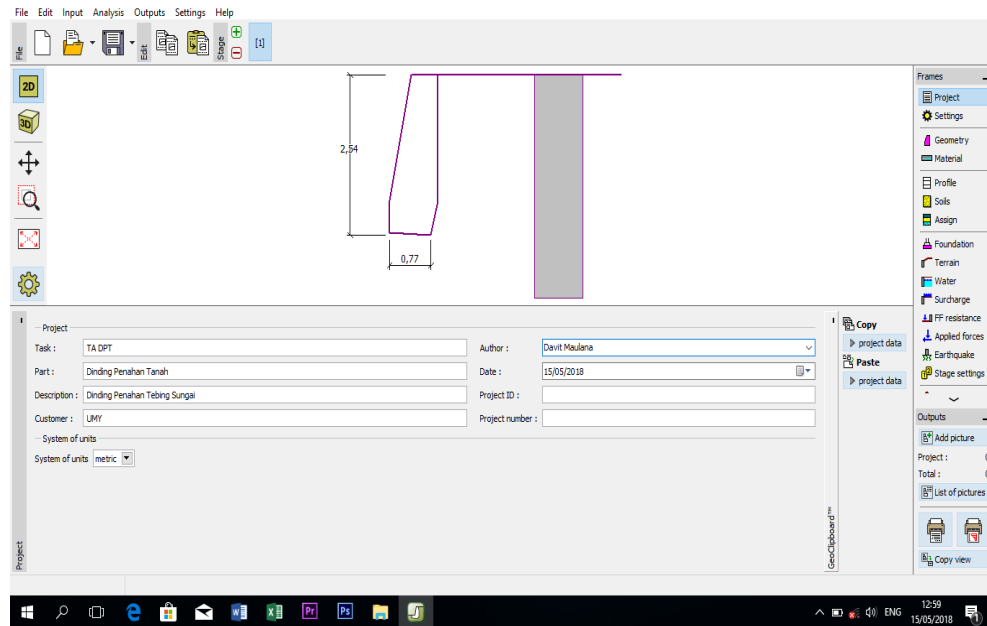 File Edit Input Analysis Outputs Settings Help
File
Edit
Stage
[1]
2D
3D
2,54
0,77
Frames
Project
Settings
Geometry
Material
Profile
Soils
Assign
Foundation
Terrain
Water
Surcharge
FF resistance
Applied forces
Earthquake
Stage settings
Project
Task : TA DPT
Part : Dinding Penahan Tanah
Description : Dinding Penahan Tebing Sungai
Customer : UMY
Author : Davit Maulana
Date : 15/05/2018
Project ID :
Project number :
System of units
System of units metric
Project
GeoClipboard™
Copy
project data
Paste
project data
Outputs
Add picture
Project :
Total :
List of pictures
Copy view
ENG
12:59
15/05/2018